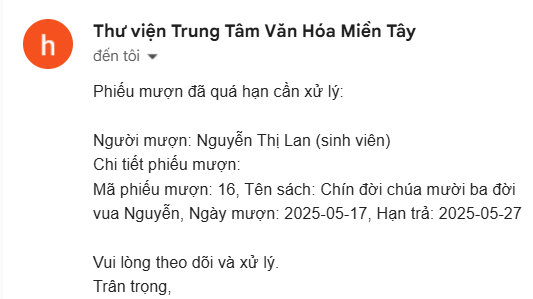 h
Thư viện Trung Tâm Văn Hóa Miền Tây
đến tôi
Phiếu mượn đã quá hạn cần xử lý:
Người mượn: Nguyễn Thị Lan (sinh viên)
Chi tiết phiếu mượn:
Mã phiếu mượn: 16, Tên sách: Chín đời chúa mười ba đời
vua Nguyễn, Ngày mượn: 2025-05-17, Hạn trả: 2025-05-27
Vui lòng theo dõi và xử lý.
Trân trọng,